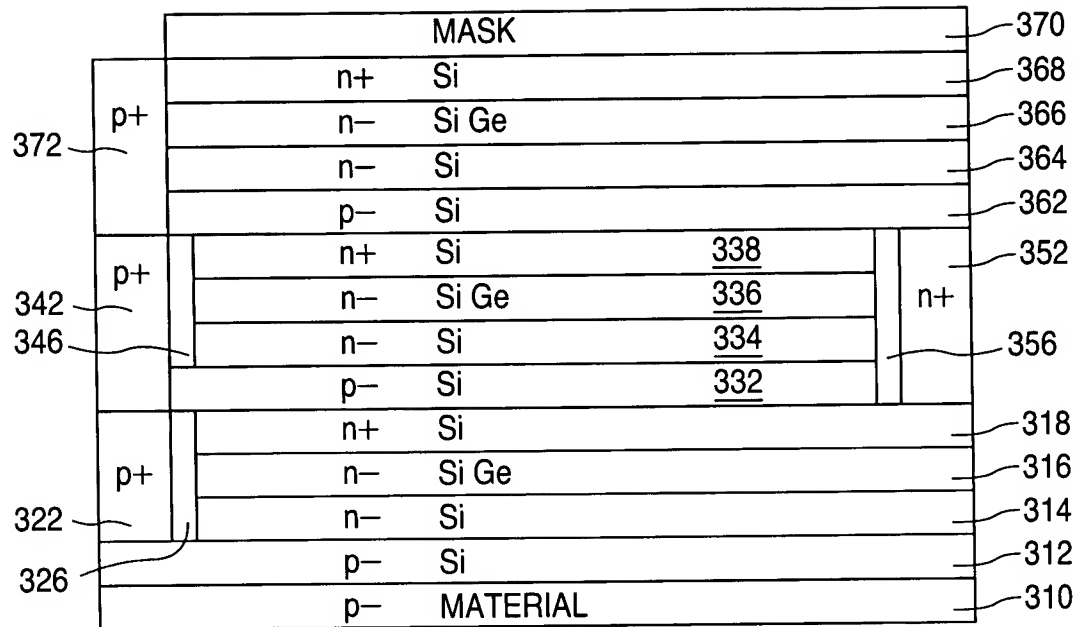 MASK 370
n+ Si 368
p+ n− Si Ge 366
372
n− Si 364
p− Si 362
n+ Si 338 352
p+
342 n− Si Ge 336 n+
346 n− Si 334 356
p− Si 332
n+ Si 318
p+ n− Si Ge 316
322 n− Si 314
326 p− Si 312
p− MATERIAL 310